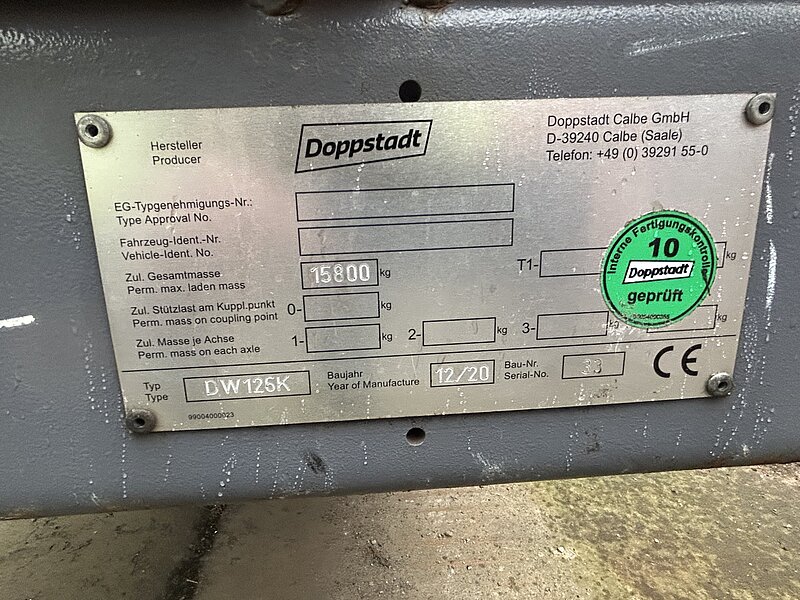 Hersteller
Producer
Doppstadt
Doppstadt Calbe GmbH
D-39240 Calbe (Saale)
Telefon: +49 (0) 39291 55-0
EG-Typgenehmigungs-Nr.:
Type Approval No.
Fahrzeug-Ident.-Nr.
Vehicle-Ident. No.
Zul. Gesamtmasse
Perm. max. laden mass
15800 kg
T1-
kg
Zul. Stützlast am Kuppl.punkt
Perm. mass on coupling point
0- kg
Zul. Masse je Achse
Perm. mass on each axle
1- kg 2- kg 3- kg kg
Interne Fertigungskontrolle
10
Doppstadt
geprüft
Typ
Type
DW125K
Baujahr
Year of Manufacture
12/20
Bau-Nr.
Serial-No.
CE
99004000023